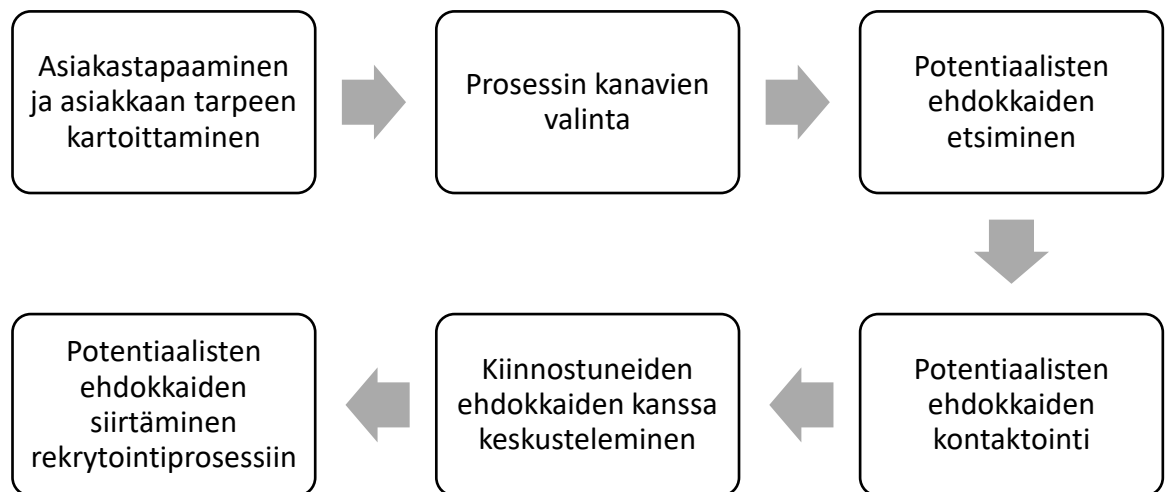 Asiakastapaaminen
ja asiakkaan tarpeen
kartoittaminen
Prosessin kanavien
valinta
Potentiaalisten
ehdokkaiden
etsiminen
Potentiaalisten
ehdokkaiden
kontaktointi
Kiinnostuneiden
ehdokkaiden kanssa
keskusteleminen
Potentiaalisten
ehdokkaiden
siirtäminen
rekrytointiprosessiin